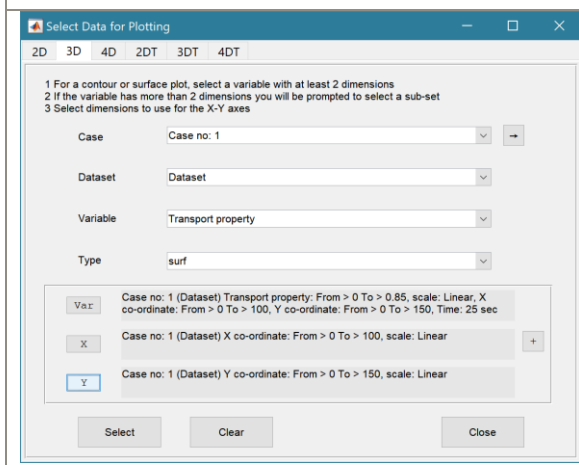 Select Data for Plotting
2D 3D 4D 2DT 3DT 4DT
1 For a contour or surface plot, select a variable with at least 2 dimensions
2 If the variable has more than 2 dimensions you will be prompted to select a sub-set
3 Select dimensions to use for the X-Y axes
Case Case no: 1 →
Dataset Dataset
Variable Transport property
Type surf
Var Case no: 1 (Dataset) Transport property: From > 0 To > 0.85, scale: Linear, X
co-ordinate: From > 0 To > 100, Y co-ordinate: From > 0 To > 150, Time: 25 sec
X Case no: 1 (Dataset) X co-ordinate: From > 0 To > 100, scale: Linear +
Y Case no: 1 (Dataset) Y co-ordinate: From > 0 To > 150, scale: Linear
Select Clear Close